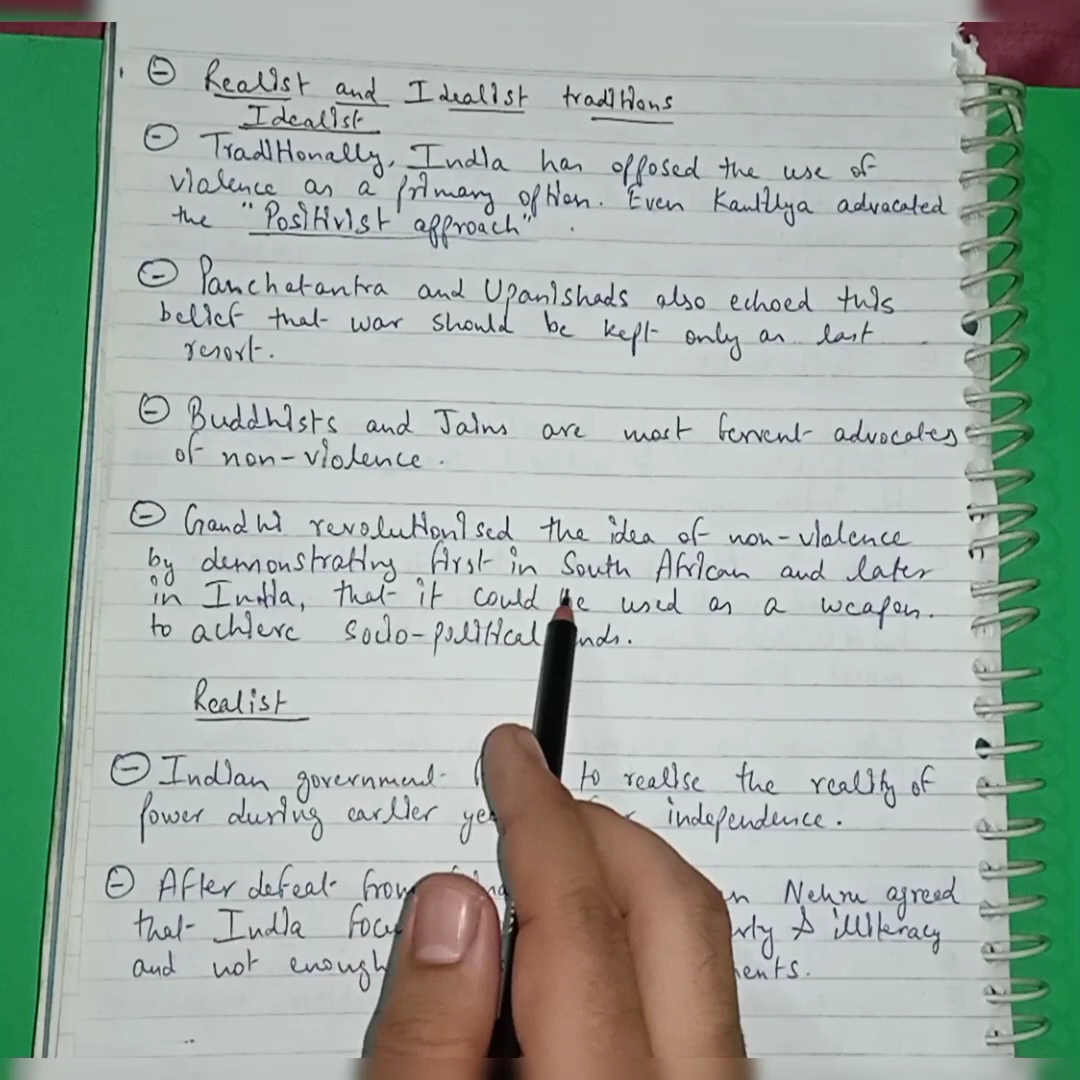 Realist and Idealist traditions
Idealist
Traditionally, India has opposed the use of
violence as a primary option. Even Kautilya advocated
the "Positivist approach".
Panchatantra and Upanishads also echoed this
belief that war should be kept only as last
resort.
Buddhists and Jains are most fervent advocates
of non-violence.
Gandhi revolutionised the idea of non-violence
by demonstrating first in South African and later
in India, that it could be used as a weapon.
to achieve socio-political ends.
Realist
Indian government to realise the reality of
power during earlier independence.
After defeat from Nehru agreed
that India & illiteracy
and not enough